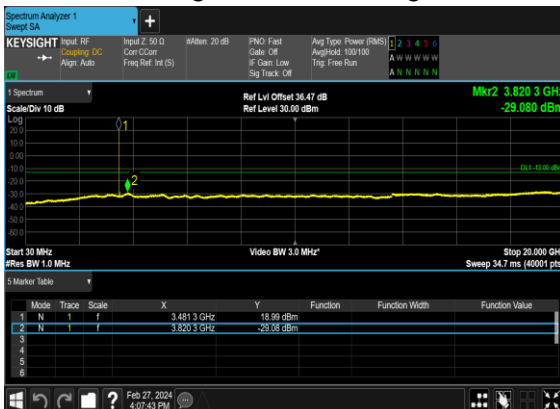 Spectrum Analyzer 1
Swept SA
+
KEYSIGHT Input: RF Input Z: 50 Ω #Atten: 20 dB PNO: Fast Avg Type: Power (RMS) 1 2 3 4 5 6
Coupling: DC Corr CCorr Gate: Off Avg|Hold: 100/100 A W W W W W
Align: Auto Freq Ref: Int (S) IF Gain: Low Trig: Free Run
Sig Track: Off A N N N N N
LV
1 Spectrum Ref Lvl Offset 36.47 dB Mkr2 3.820 3 GHz
Scale/Div 10 dB Ref Level 30.00 dBm -29.080 dBm
Log
20.0
10.0
0.00
-10.0
-20.0
-30.0
-40.0
-50.0
-60.0
1
2
DL1 -13.00 dBm
Start 30 MHz Video BW 3.0 MHz* Stop 20.000 GHz
#Res BW 1.0 MHz Sweep 34.7 ms (40001 pts)
5 Marker Table
Mode Trace Scale X Y Function Function Width Function Value
1 N 1 f 3.481 3 GHz 18.99 dBm
2 N 1 f 3.820 3 GHz -29.08 dBm
3
4
5
6
? Feb 27, 2024
4:07:43 PM